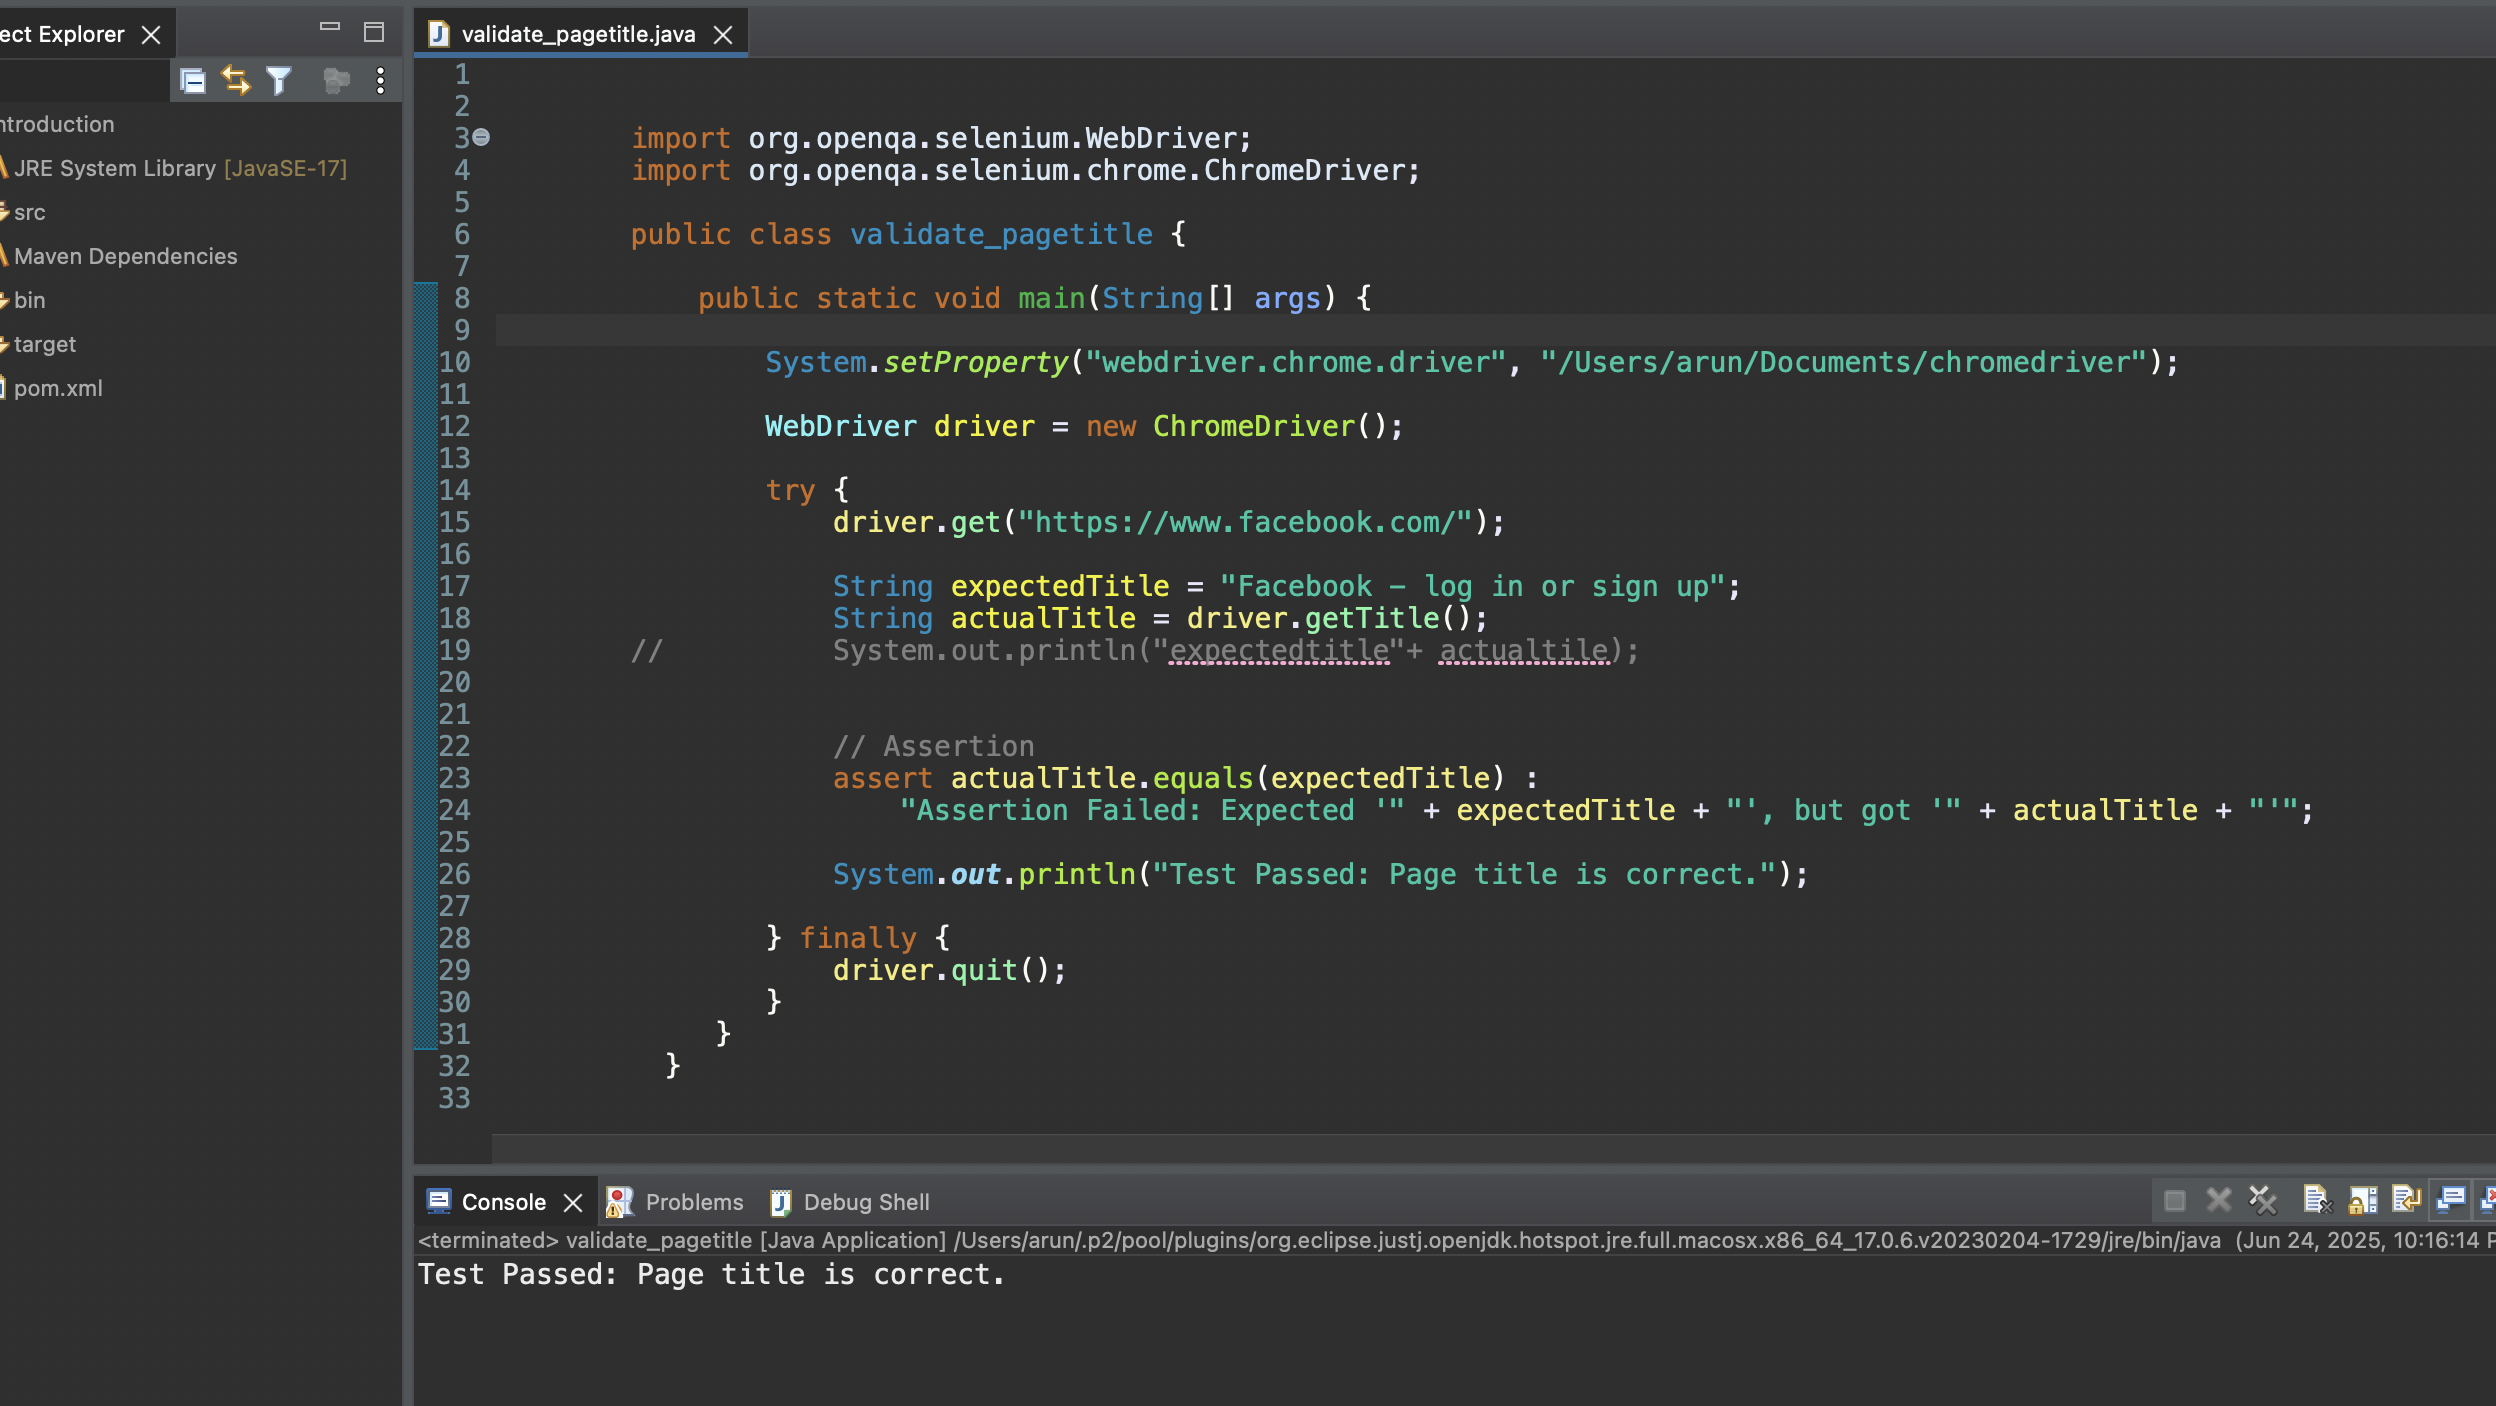 ect Explorer
ntroduction
JRE System Library [JavaSE-17]
src
Maven Dependencies
bin
target
pom.xml
validate_pagetitle.java
1
2
3 import org.openqa.selenium.WebDriver;
4 import org.openqa.selenium.chrome.ChromeDriver;
5
6 public class validate_pagetitle {
7
8 public static void main(String[] args) {
9
10 System.setProperty("webdriver.chrome.driver", "/Users/arun/Documents/chromedriver");
11
12 WebDriver driver = new ChromeDriver();
13
14 try {
15 driver.get("https://www.facebook.com/");
16
17 String expectedTitle = "Facebook – log in or sign up";
18 String actualTitle = driver.getTitle();
19 // System.out.println("expectedtitle"+ actualtile);
20
21
22 // Assertion
23 assert actualTitle.equals(expectedTitle) :
24 "Assertion Failed: Expected '" + expectedTitle + "', but got '" + actualTitle + "'";
25
26 System.out.println("Test Passed: Page title is correct.");
27
28 } finally {
29 driver.quit();
30 }
31 }
32 }
33
Console Problems Debug Shell
<terminated> validate_pagetitle [Java Application] /Users/arun/.p2/pool/plugins/org.eclipse.justj.openjdk.hotspot.jre.full.macosx.x86_64_17.0.6.v20230204-1729/jre/bin/java (Jun 24, 2025, 10:16:14 P
Test Passed: Page title is correct.